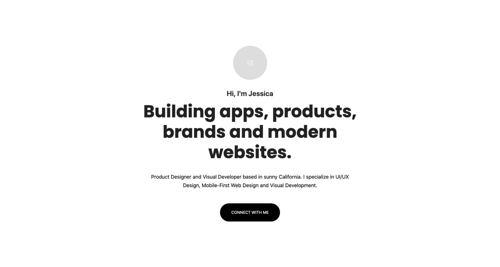 Hi, I'm Jessica
Building apps, products,
brands and modern
websites.
Product Designer and Visual Developer based in sunny California. I specialize in UI/UX
Design, Mobile-First Web Design and Visual Development.
CONNECT WITH ME